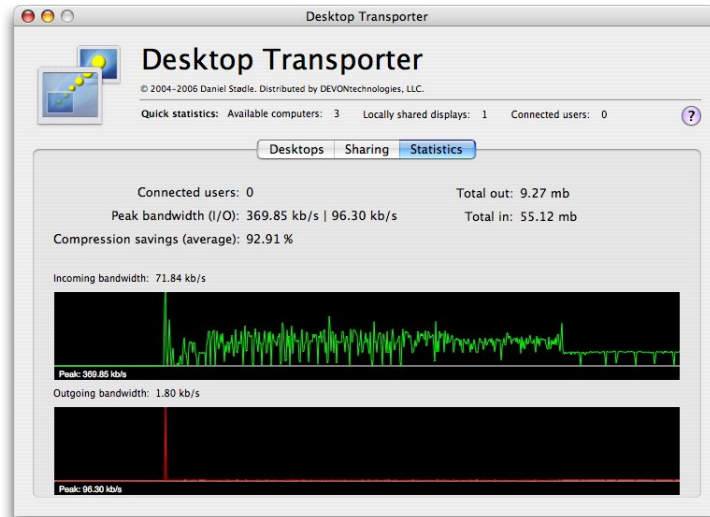 Desktop Transporter
Desktop Transporter
© 2004–2006 Daniel Stødle. Distributed by DEVONtechnologies, LLC.
Quick statistics: Available computers: 3 Locally shared displays: 1 Connected users: 0 ?
Desktops Sharing Statistics
Connected users: 0 Total out: 9.27 mb
Peak bandwidth (I/O): 369.85 kb/s | 96.30 kb/s Total in: 55.12 mb
Compression savings (average): 92.91 %
Incoming bandwidth: 71.84 kb/s
Peak: 369.85 kb/s
Outgoing bandwidth: 1.80 kb/s
Peak: 96.30 kb/s